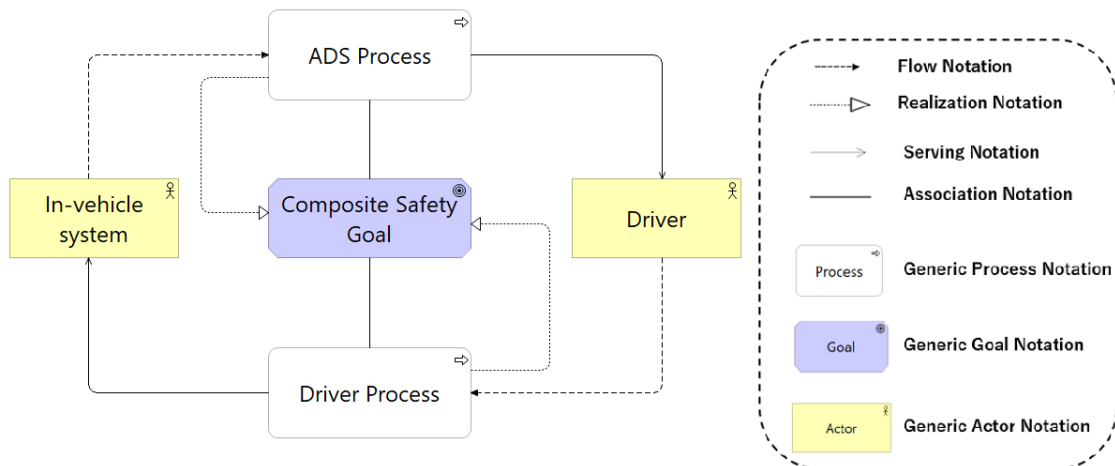 ADS Process
In-vehicle
system
Composite Safety
Goal
Driver
Driver Process
Flow Notation
Realization Notation
Serving Notation
Association Notation
Process
Generic Process Notation
Goal
Generic Goal Notation
Actor
Generic Actor Notation